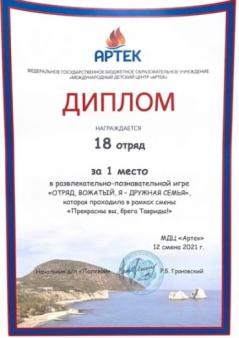 АРТЕК
ФЕДЕРАЛЬНОЕ ГОСУДАРСТВЕННОЕ БЮДЖЕТНОЕ ОБРАЗОВАТЕЛЬНОЕ УЧРЕЖДЕНИЕ
«МЕЖДУНАРОДНЫЙ ДЕТСКИЙ ЦЕНТР «АРТЕК»
ДИПЛОМ
НАГРАЖДАЕТСЯ
18 отряд
за 1 место
в развлекательно-познавательной игре
«ОТРЯД, ВОЖАТЫЙ, Я – ДРУЖНАЯ СЕМЬЯ»,
которая проходила в рамках смены
«Прекрасны вы, брега Тавриды!»
МДЦ «Артек»
12 смена 2021 г.
Начальник д/л «Полевой» Р.Б. Грановский